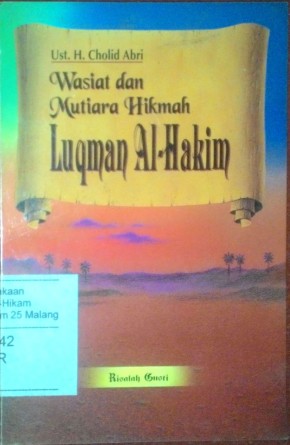 Ust. H. Cholid Abri
Wasiat dan
Mutiara Hikmah
Luqman Al-Hakim
akaan
-Hikam
m 25 Malang
42
R
Risalah Gusti